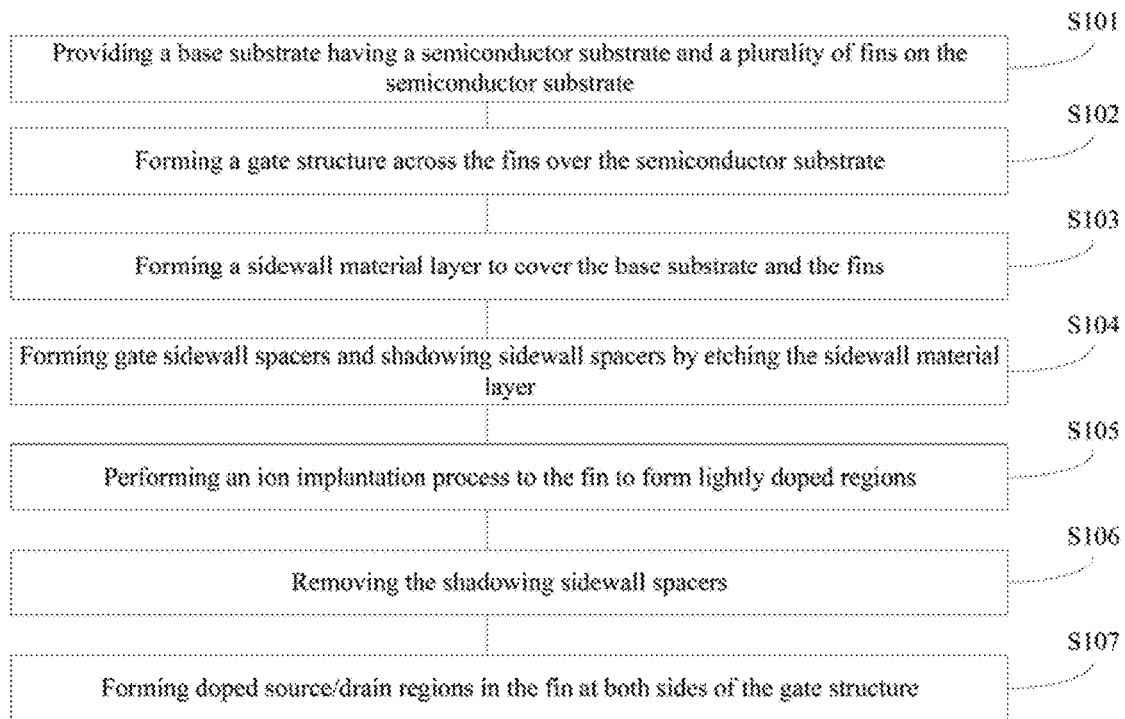 S101
Providing a base substrate having a semiconductor substrate and a plurality of fins on the
semiconductor substrate
S102
Forming a gate structure across the fins over the semiconductor substrate
S103
Forming a sidewall material layer to cover the base substrate and the fins
S104
Forming gate sidewall spacers and shadowing sidewall spacers by etching the sidewall material
layer
S105
Performing an ion implantation process to the fin to form lightly doped regions
S106
Removing the shadowing sidewall spacers
S107
Forming doped source/drain regions in the fin at both sides of the gate structure